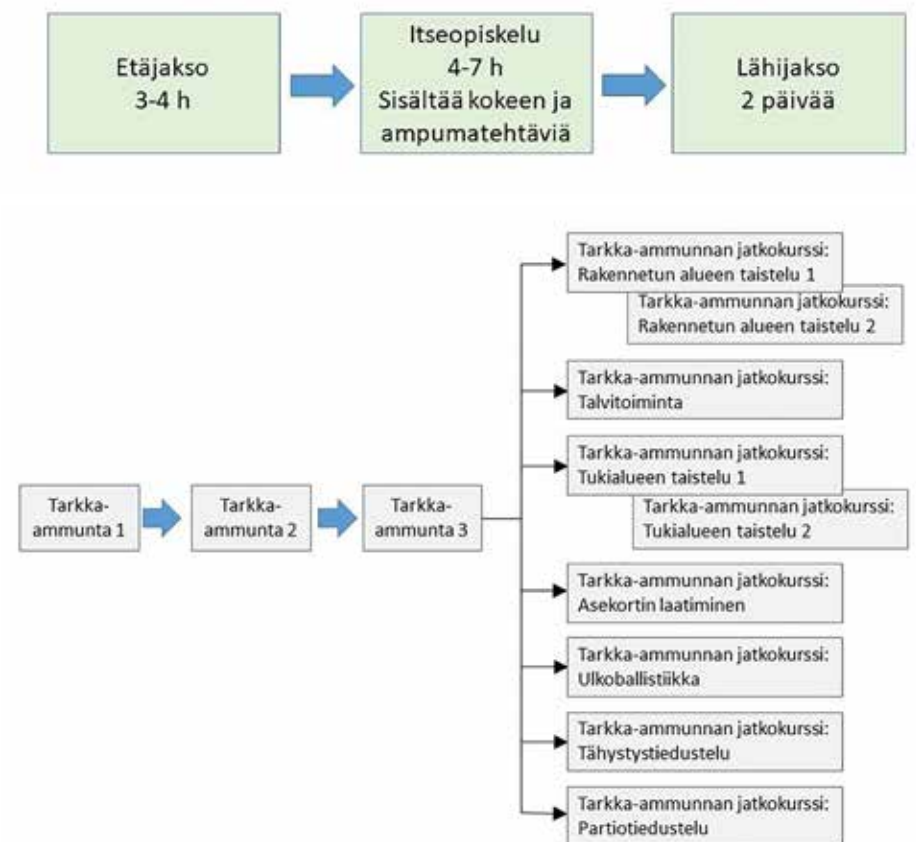 Etäjakso
3-4 h
Itseopiskelu
4-7 h
Sisältää kokeen ja
ampumatehtäviä
Lähijakso
2 päivää
Tarkka-
ammunta 1
Tarkka-
ammunta 2
Tarkka-
ammunta 3
Tarkka-ammunnan jatkokurssi:
Rakennetun alueen taistelu 1
Tarkka-ammunnan jatkokurssi:
Rakennetun alueen taistelu 2
Tarkka-ammunnan jatkokurssi:
Talvitoiminta
Tarkka-ammunnan jatkokurssi:
Tukialueen taistelu 1
Tarkka-ammunnan jatkokurssi:
Tukialueen taistelu 2
Tarkka-ammunnan jatkokurssi:
Asekortin laatiminen
Tarkka-ammunnan jatkokurssi:
Ulkoballistiikka
Tarkka-ammunnan jatkokurssi:
Tähystystiedustelu
Tarkka-ammunnan jatkokurssi:
Partiotiedustelu